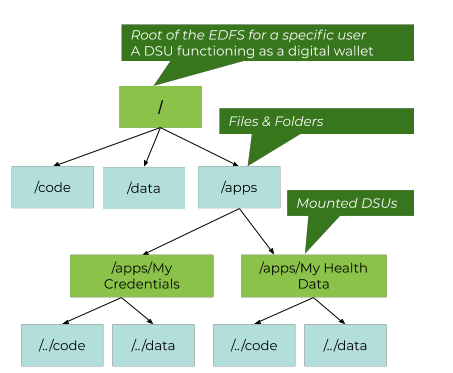 Root of the EDFS for a specific user
A DSU functioning as a digital wallet
/
Files & Folders
/code
/data
/apps
Mounted DSUs
/apps/My
Credentials
/apps/My Health
Data
/../code
/../data
/../code
/../data